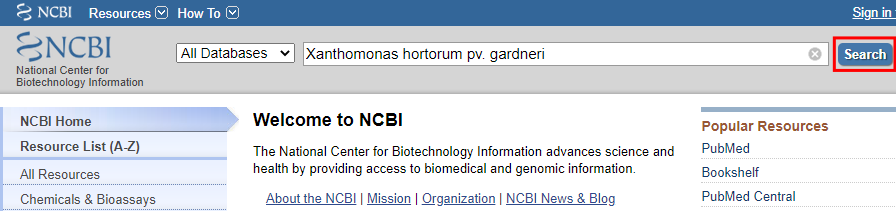 NCBI Resources How To Sign in
NCBI
National Center for
Biotechnology Information
All Databases
Xanthomonas hortorum pv. gardneri
Search
NCBI Home
Resource List (A-Z)
All Resources
Chemicals & Bioassays
Welcome to NCBI
The National Center for Biotechnology Information advances science and
health by providing access to biomedical and genomic information.
About the NCBI | Mission | Organization | NCBI News & Blog
Popular Resources
PubMed
Bookshelf
PubMed Central